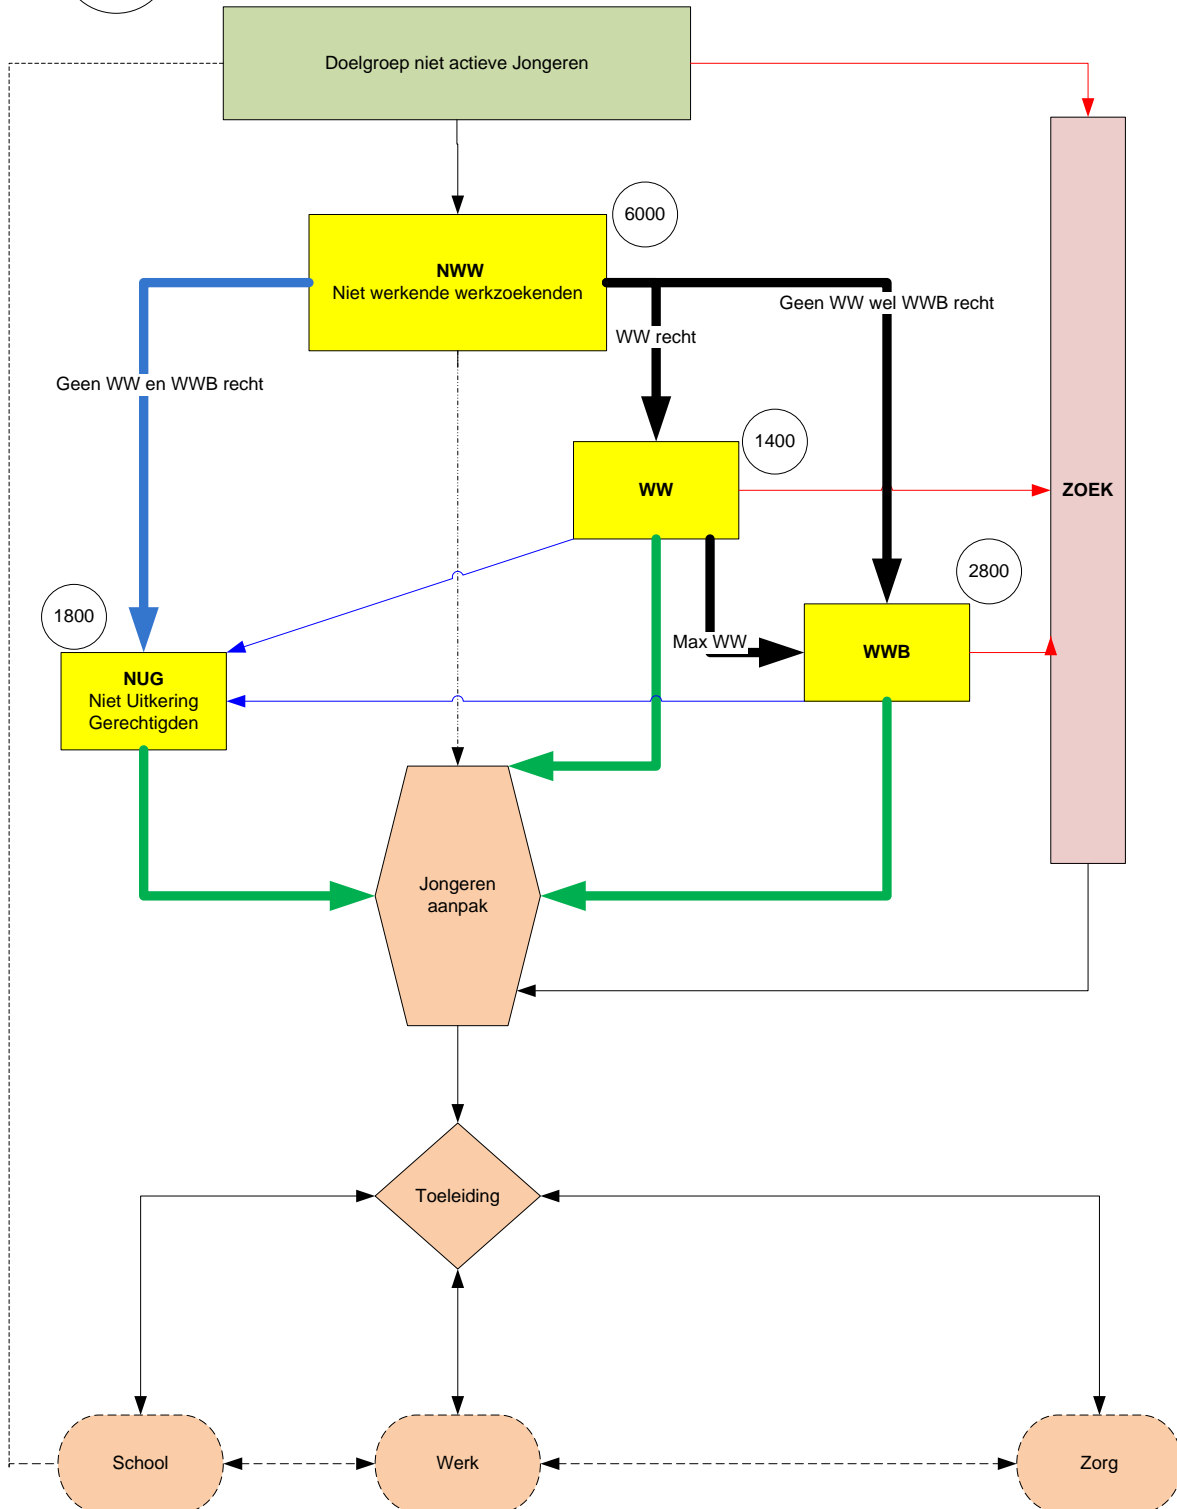 Doelgroep niet actieve Jongeren
6000
NWW
Niet werkende werkzoekenden
Geen WW wel WWB recht
WW recht
Geen WW en WWB recht
1400
WW
ZOEK
2800
1800
Max WW
WWB
NUG
Niet Uitkering
Gerechtigden
Jongeren
aanpak
Toeleiding
School
Werk
Zorg